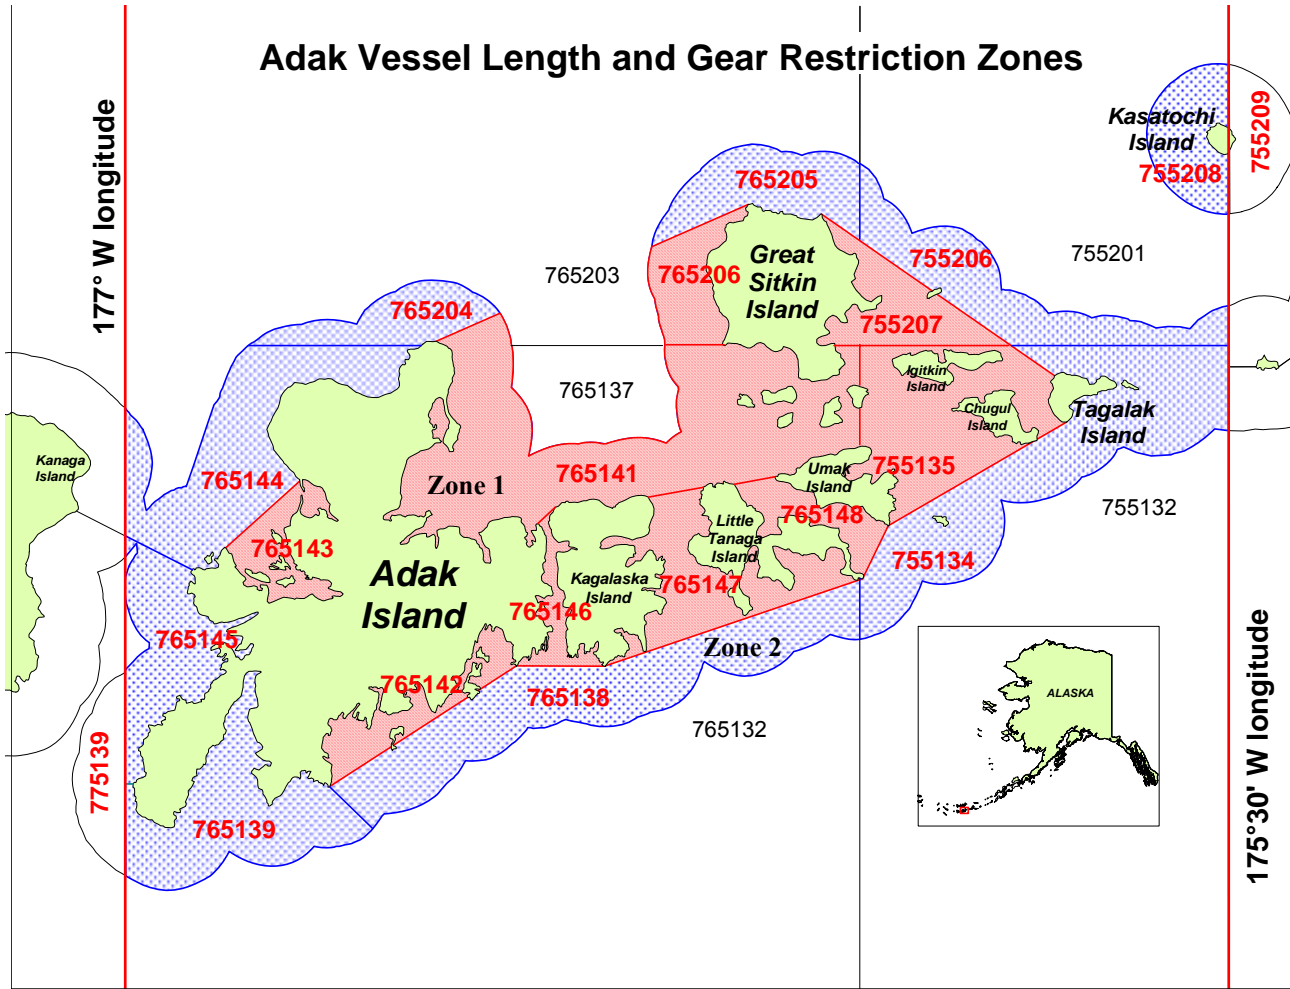 Adak Vessel Length and Gear Restriction Zones
177° W longitude
Kasatochi
Island
755208
755209
765205
755206
755201
765203
765206
Great
Sitkin
Island
765204
755207
765137
Igitkin
Island
Chugul
Island
Tagalak
Island
Kanaga
Island
765144
Zone 1
765141
Umak
Island
755135
755132
765143
Little
Tanaga
Island
765148
755134
Adak
Island
Kagalaska
Island
765147
765146
765145
Zone 2
765142
765138
765132
ALASKA
775139
765139
175°30' W longitude